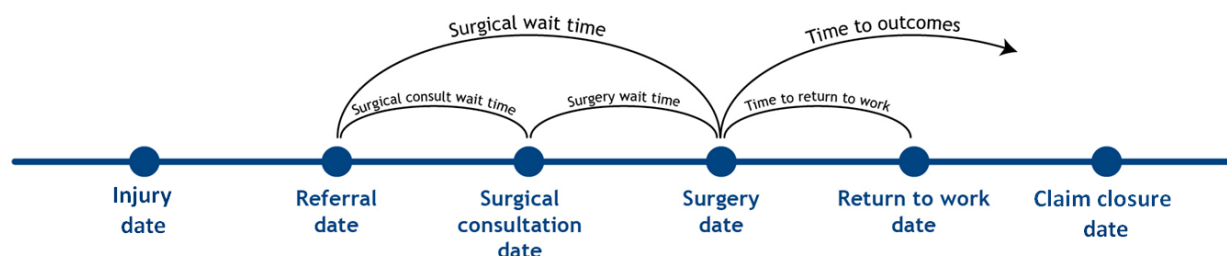 Surgical wait time
Time to outcomes
Surgical consult wait time
Surgery wait time
Time to return to work
Injury
date
Referral
date
Surgical
consultation
date
Surgery
date
Return to work
date
Claim closure
date